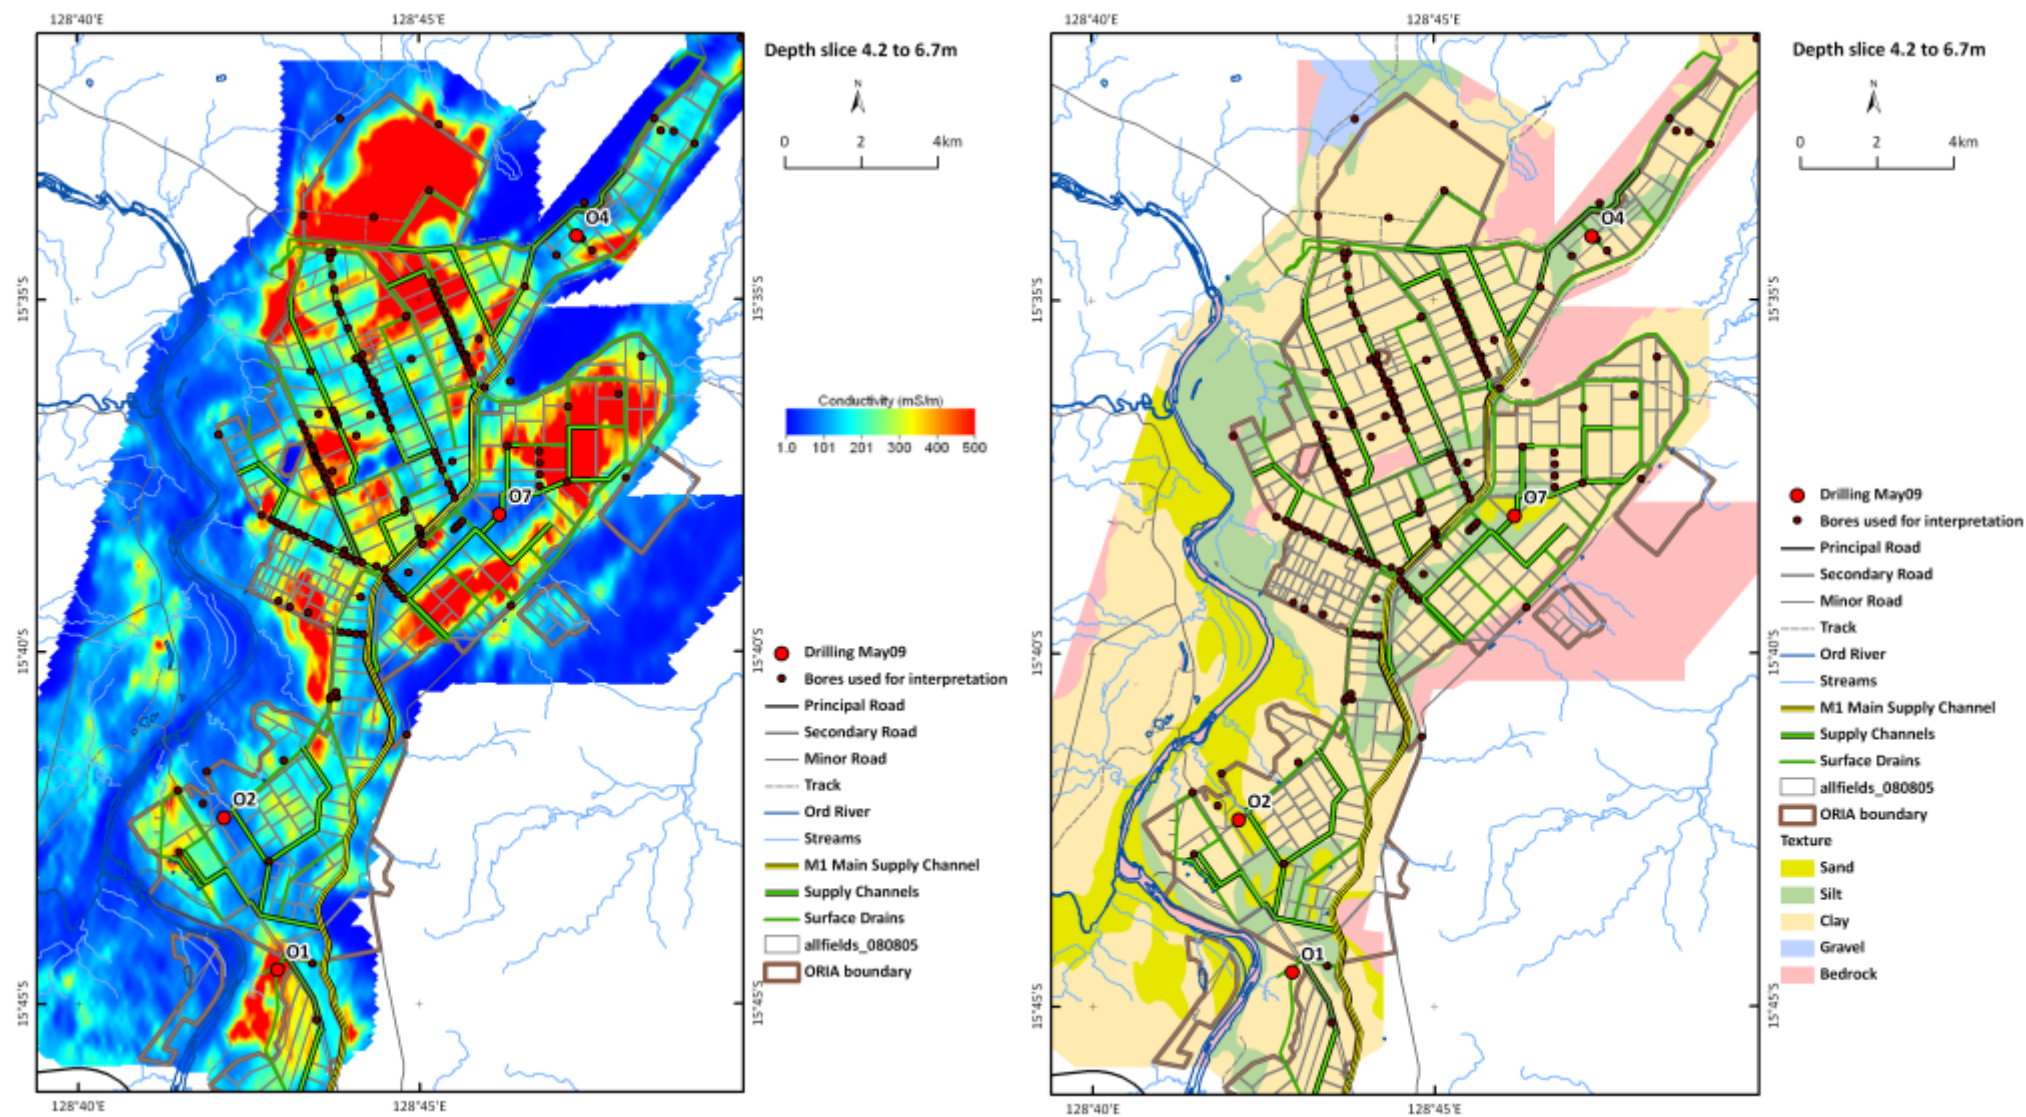 128°40'E
128°45'E
15°35'S
15°40'S
15°45'S
15°35'S
15°40'S
15°45'S
128°40'E
128°45'E
O4
O7
O2
O1
Depth slice 4.2 to 6.7m
N
0 2 4km
Conductivity (mS/m)
1.0 101 201 300 400 500
Drilling May09
Bores used for interpretation
Principal Road
Secondary Road
Minor Road
Track
Ord River
Streams
M1 Main Supply Channel
Supply Channels
Surface Drains
allfields_080805
ORIA boundary
128°40'E
128°45'E
15°35'S
15°40'S
15°45'S
15°35'S
15°40'S
15°45'S
128°40'E
128°45'E
O4
O7
O2
O1
Depth slice 4.2 to 6.7m
N
0 2 4km
Drilling May09
Bores used for interpretation
Principal Road
Secondary Road
Minor Road
Track
Ord River
Streams
M1 Main Supply Channel
Supply Channels
Surface Drains
allfields_080805
ORIA boundary
Texture
Sand
Silt
Clay
Gravel
Bedrock